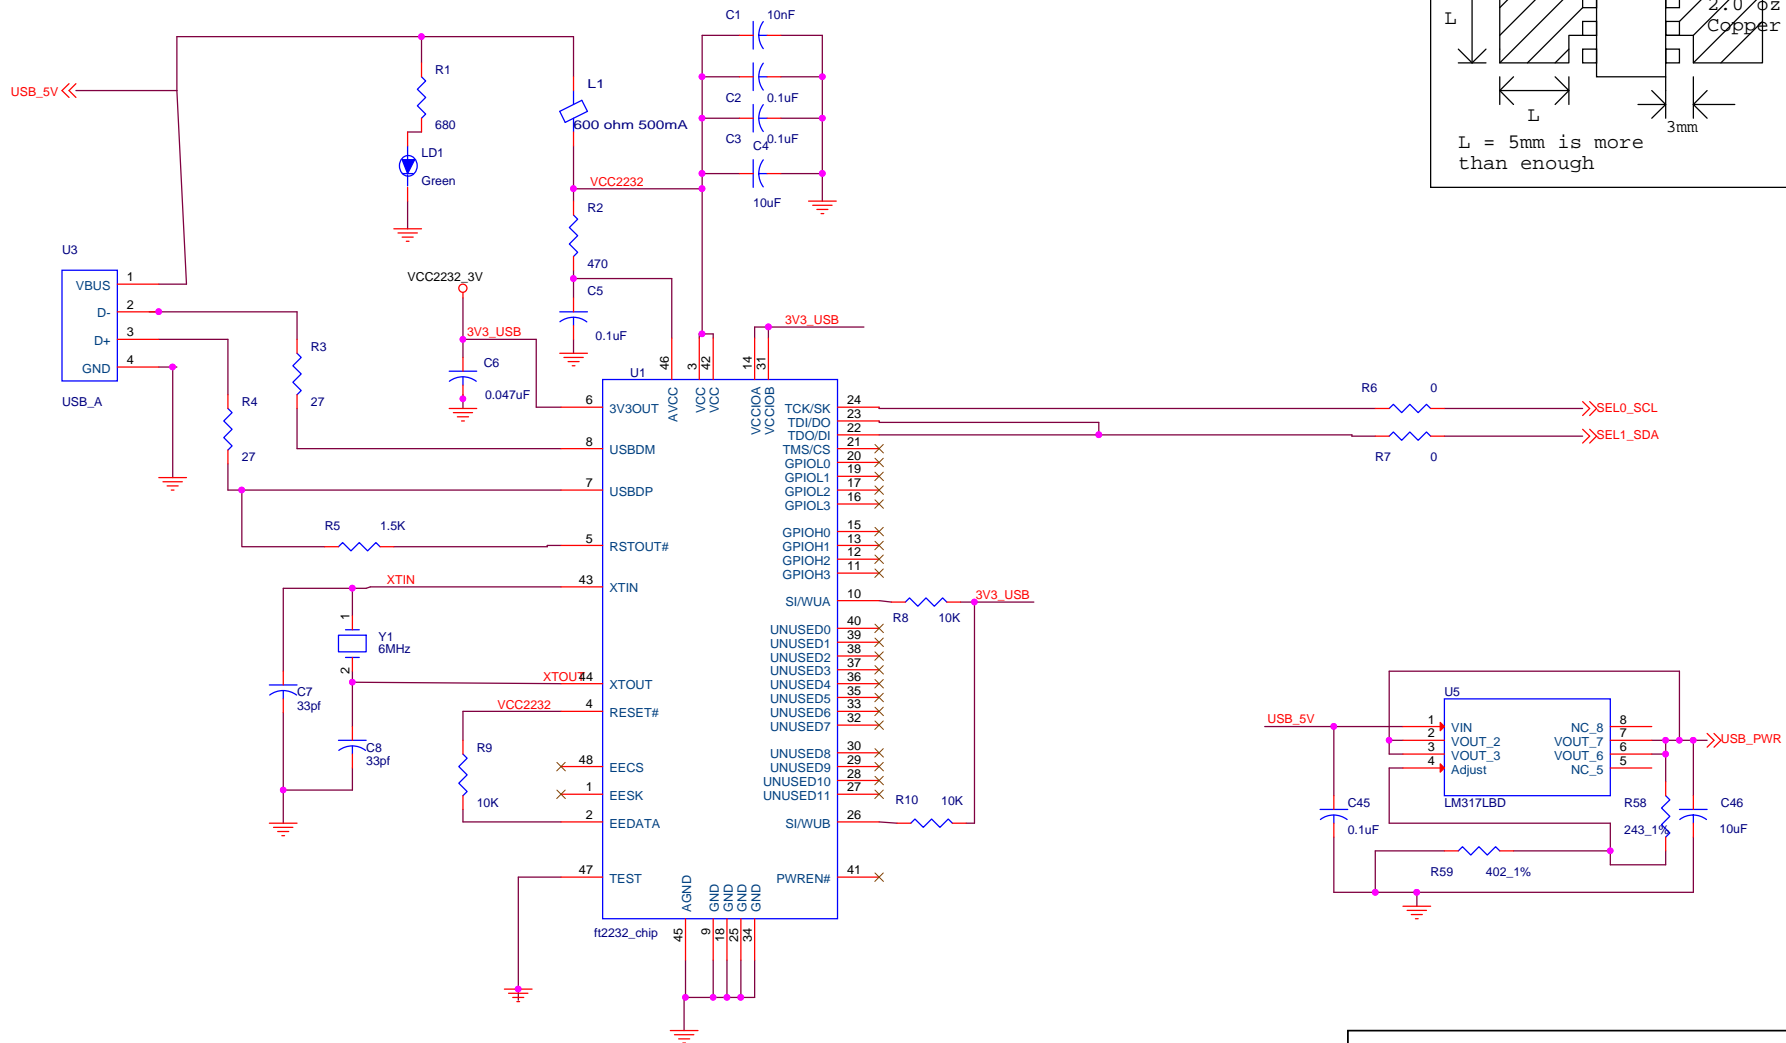 C1 10nF
C2 0.1uF
C3 0.1uF
C4
10uF
L
2.0 oz
Copper
L
3mm
L = 5mm is more
than enough
USB_5V
R1
680
LD1
Green
L1
600 ohm 500mA
VCC2232
R2
470
C5
0.1uF
U3
VBUS 1
D- 2
D+ 3
GND 4
USB_A
R3
27
R4
27
VCC2232_3V
3V3_USB
C6
0.047uF
3V3_USB
U1
46 AVCC
3 VCC
42 VCC
14 VCCIOA
31 VCCIOB
6 3V3OUT
8 USBDM
7 USBDP
R5 1.5K
5 RSTOUT#
XTIN
43 XTIN
1
Y1
6MHz
2
C7
33pf
XTOUT
44 XTOUT
C8
33pf
VCC2232
4 RESET#
R9
10K
48 EECS
1 EESK
2 EEDATA
47 TEST
TCK/SK 24
TDI/DO 23
TDO/DI 22
TMS/CS 21
GPIOL0 20
GPIOL1 19
GPIOL2 17
GPIOL3 16
GPIOH0 15
GPIOH1 13
GPIOH2 12
GPIOH3 11
SI/WUA 10
R8 10K
3V3_USB
UNUSED0 40
UNUSED1 39
UNUSED2 38
UNUSED3 37
UNUSED4 36
UNUSED5 35
UNUSED6 33
UNUSED7 32
UNUSED8 30
UNUSED9 29
UNUSED10 28
UNUSED11 27
SI/WUB 26
R10 10K
PWREN# 41
AGND 45
GND 9
GND 18
GND 25
GND 34
ft2232_chip
R6 0
SEL0_SCL
R7 0
SEL1_SDA
U5
USB_5V
1 VIN
2 VOUT_2
3 VOUT_3
4 Adjust
NC_8 8
VOUT_7 7
VOUT_6 6
NC_5 5
USB_PWR
LM317LBD
C45
0.1uF
R58
243_1%
C46
10uF
R59 402_1%